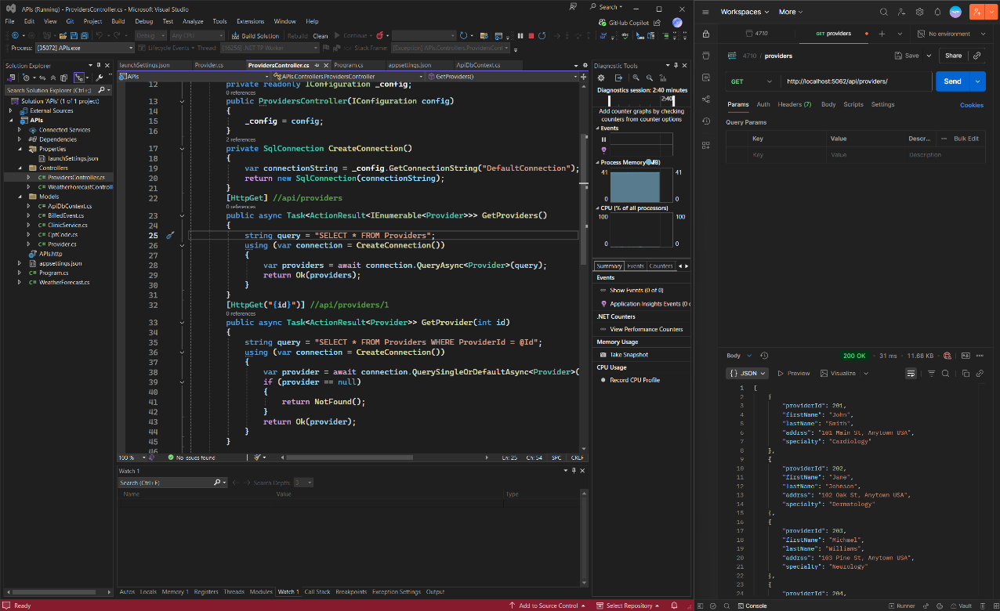 APIs (Running) - ProvidersController.cs - Microsoft Visual Studio
Search
File Edit View Git Project Build Debug Test Analyze Tools Extensions Window Help
GitHub Copilot
Debug Any CPU Build Solution Rebuild Clean Continue
Process: [35072] APIs.exe Lifecycle Events Thread: [16256] .NET TP Worker Stack Frame: [Exception] APIs.Controllers.ProvidersCont
Solution Explorer
Search Solution Explorer (Ctrl+;)
Solution 'APIs' (1 of 1 project)
External Sources
APIs
Connected Services
Dependencies
Properties
launchSettings.json
Controllers
ProvidersController.cs
WeatherForecastControll
Models
ApiDbContext.cs
BilledEvent.cs
ClinicService.cs
CptCode.cs
Provider.cs
APIs.http
appsettings.json
Program.cs
WeatherForecast.cs
launchSettings.json Provider.cs ProvidersController.cs Program.cs appsettings.json ApiDbContext.cs
APIs APIs.Controllers.ProvidersController GetProviders()
12 private readonly IConfiguration _config;
0 references
13 public ProvidersController(IConfiguration config)
14 {
15 _config = config;
16 }
2 references
17 private SqlConnection CreateConnection()
18 {
19 var connectionString = _config.GetConnectionString("DefaultConnection");
20 return new SqlConnection(connectionString);
21 }
22 [HttpGet] //api/providers
0 references
23 public async Task<ActionResult<IEnumerable<Provider>>> GetProviders()
24 {
25 string query = "SELECT * FROM Providers";
26 using (var connection = CreateConnection())
27 {
28 var providers = await connection.QueryAsync<Provider>(query);
29 return Ok(providers);
30 }
31 }
32 [HttpGet("{id}")] //api/providers/1
0 references
33 public async Task<ActionResult<Provider>> GetProvider(int id)
34 {
35 string query = "SELECT * FROM Providers WHERE ProviderId = @Id";
36 using (var connection = CreateConnection())
37 {
38 var provider = await connection.QuerySingleOrDefaultAsync<Provider>(
39 if (provider == null)
40 {
41 return NotFound();
42 }
43 return Ok(provider);
44 }
45 }
46
100 % No issues found Ln: 25 Ch: 54 SPC CRLF
Watch 1
Search (Ctrl+E) Search Depth: 3
Name Value Type
Autos Locals Memory 1 Registers Threads Modules Watch 1 Call Stack Breakpoints Exception Settings Output
Ready Add to Source Control Select Repository
Diagnostic Tools
Diagnostics session: 2:40 minutes
2:40
Add counter graphs by checking
counters from counter options
Events
Process Memory (MB)
41 41
0 0
CPU (% of all processors)
100 100
0 0
Summary Events Counters
Events
Show Events (0 of 0)
Application Insights Events (0 o
.NET Counters
View Performance Counters
Memory Usage
Take Snapshot
CPU Usage
Record CPU Profile
Workspaces More
4710 GET providers No environment
HTTP 4710 / providers Save Share
GET http://localhost:5062/api/providers/ Send
Params Auth Headers (7) Body Scripts Settings Cookies
Query Params
Key Value Descr... Bulk Edit
Key Value Description
Body 200 OK 31 ms 11.68 KB
{} JSON Preview Visualize
1 [
2 {
3 "providerId": 201,
4 "firstName": "John",
5 "lastName": "Smith",
6 "addrss": "101 Main St, Anytown USA",
7 "specialty": "Cardiology"
8 },
9 {
10 "providerId": 202,
11 "firstName": "Jane",
12 "lastName": "Johnson",
13 "addrss": "102 Oak St, Anytown USA",
14 "specialty": "Dermatology"
15 },
16 {
17 "providerId": 203,
18 "firstName": "Michael",
19 "lastName": "Williams",
20 "addrss": "103 Pine St, Anytown USA",
21 "specialty": "Neurology"
22 },
23 {
24 "providerId": 204,
Console Runner Vault